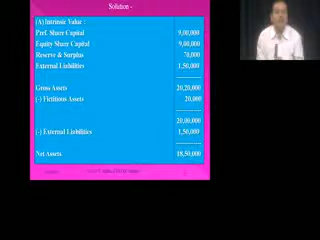 Solution -
(A) Intrinsic Value :
Pref. Share Capital 9,00,000
Equity Share Capital 9,00,000
Reserve & Surplus 70,000
External Liabilities 1,50,000
Gross Assets 20,20,000
(-) Fictitious Assets 20,000
20,00,000
(-) External Liabilities 1,50,000
Net Assets 18,50,000